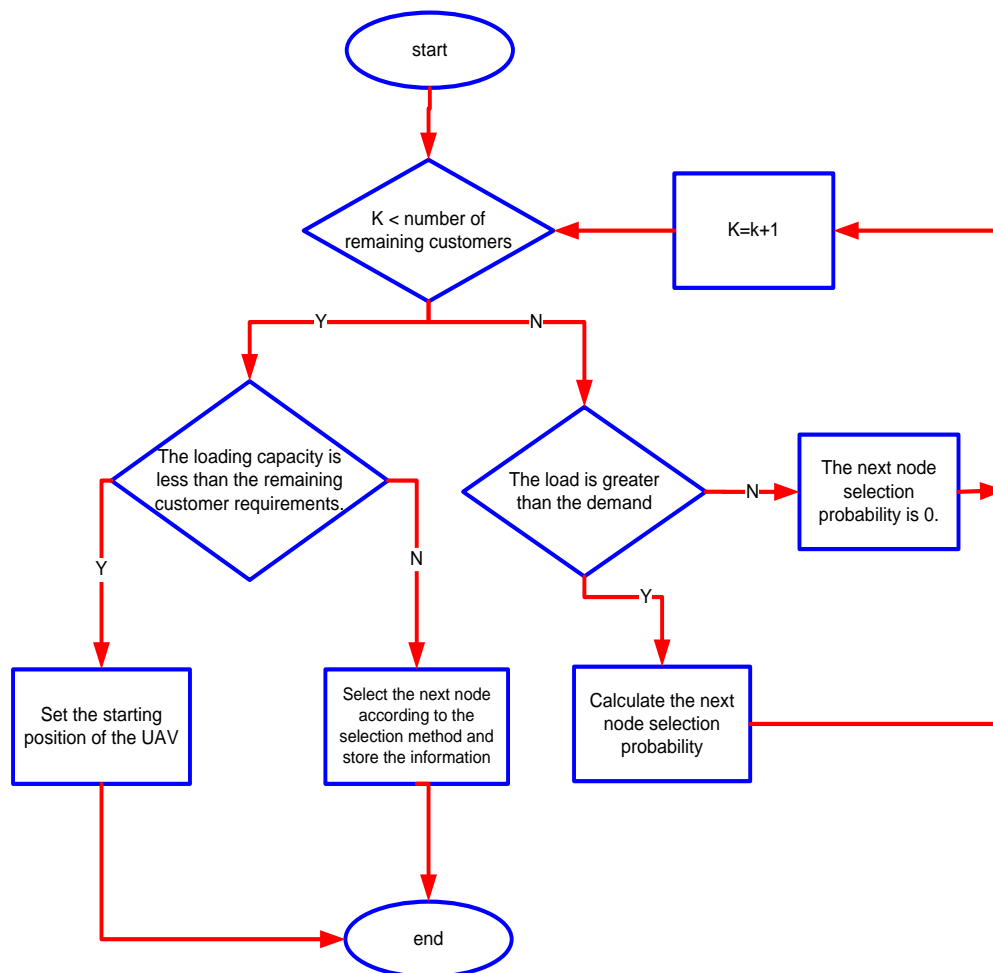 start
K < number of
remaining customers
K=k+1
Y
N
The loading capacity is
less than the remaining
customer requirements.
The load is greater
than the demand
N
The next node
selection
probability is 0.
Y
N
Y
Set the starting
position of the UAV
Select the next node
according to the
selection method and
store the information
Calculate the next
node selection
probability
end